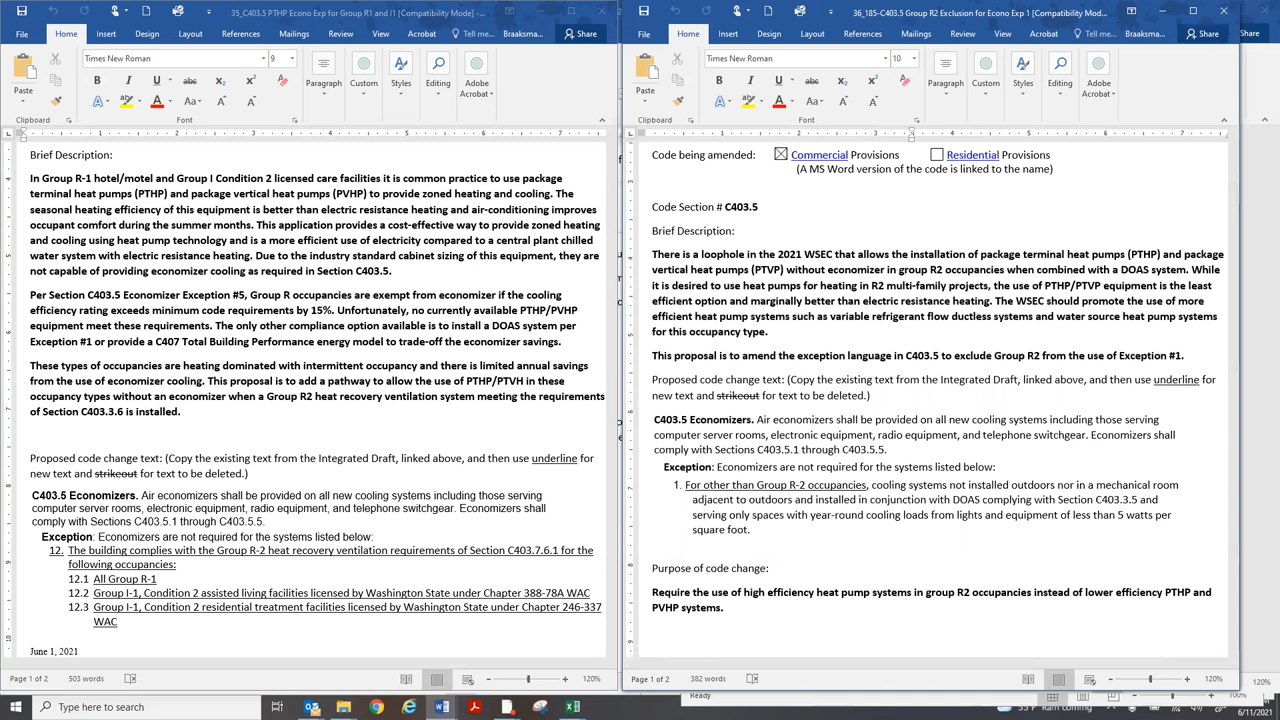 35_C403.5 PTHP Econo Exp for Group R1 nd I1 [Compatibility Mode] -...
File Home Insert Design Layout References Mailings Review View Acrobat Tell me... Braaksma... Share
Times New Roman 9
Paste
Paragraph Custom Styles Editing Adobe Acrobat
Clipboard Font
Brief Description:
In Group R-1 hotel/motel and Group I Condition 2 licensed care facilities it is common practice to use package
terminal heat pumps (PTHP) and package vertical heat pumps (PVHP) to provide zoned heating and cooling. The
seasonal heating efficiency of this equipment is better than electric resistance heating and air-conditioning improves
occupant comfort during the summer months. This application provides a cost-effective way to provide zoned heating
and cooling using heat pump technology and is a more efficient use of electricity compared to a central plant chilled
water system with electric resistance heating. Due to the industry standard cabinet sizing of this equipment, they are
not capable of providing economizer cooling as required in Section C403.5.
Per Section C403.5 Economizer Exception #5, Group R occupancies are exempt from economizer if the cooling
efficiency rating exceeds minimum code requirements by 15%. Unfortunately, no currently available PTHP/PVHP
equipment meet these requirements. The only other compliance option available is to install a DOAS system per
Exception #1 or provide a C407 Total Building Performance energy model to trade-off the economizer savings.
These types of occupancies are heating dominated with intermittent occupancy and there is limited annual savings
from the use of economizer cooling. This proposal is to add a pathway to allow the use of PTHP/PTVH in these
occupancy types without an economizer when a Group R2 heat recovery ventilation system meeting the requirements
of Section C403.3.6 is installed.
Proposed code change text: (Copy the existing text from the Integrated Draft, linked above, and then use underline for
new text and strikeout for text to be deleted.)
C403.5 Economizers. Air economizers shall be provided on all new cooling systems including those serving
computer server rooms, electronic equipment, radio equipment, and telephone switchgear. Economizers shall
comply with Sections C403.5.1 through C403.5.5.
Exception: Economizers are not required for the systems listed below:
12. The building complies with the Group R-2 heat recovery ventilation requirements of Section C403.7.6.1 for the
following occupancies:
12.1 All Group R-1
12.2 Group I-1, Condition 2 assisted living facilities licensed by Washington State under Chapter 388-78A WAC
12.3 Group I-1, Condition 2 residential treatment facilities licensed by Washington State under Chapter 246-337
WAC
June 1, 2021
Page 1 of 2 503 words 120%
36_185-C403.5 Group R2 Exclusion for Econo Exp 1 [Compatibility Mod...
File Home Insert Design Layout References Mailings Review View Acrobat Tell me... Braaksma... Share
Times New Roman 10
Paste
Paragraph Custom Styles Editing Adobe Acrobat
Clipboard Font
Code being amended: Commercial Provisions Residential Provisions
(A MS Word version of the code is linked to the name)
Code Section # C403.5
Brief Description:
There is a loophole in the 2021 WSEC that allows the installation of package terminal heat pumps (PTHP) and package
vertical heat pumps (PTVP) without economizer in group R2 occupancies when combined with a DOAS system. While
it is desired to use heat pumps for heating in R2 multi-family projects, the use of PTHP/PTVP equipment is the least
efficient option and marginally better than electric resistance heating. The WSEC should promote the use of more
efficient heat pump systems such as variable refrigerant flow ductless systems and water source heat pump systems
for this occupancy type.
This proposal is to amend the exception language in C403.5 to exclude Group R2 from the use of Exception #1.
Proposed code change text: (Copy the existing text from the Integrated Draft, linked above, and then use underline for
new text and strikeout for text to be deleted.)
C403.5 Economizers. Air economizers shall be provided on all new cooling systems including those serving
computer server rooms, electronic equipment, radio equipment, and telephone switchgear. Economizers shall
comply with Sections C403.5.1 through C403.5.5.
Exception: Economizers are not required for the systems listed below:
1. For other than Group R-2 occupancies, cooling systems not installed outdoors nor in a mechanical room
adjacent to outdoors and installed in conjunction with DOAS complying with Section C403.3.5 and
serving only spaces with year-round cooling loads from lights and equipment of less than 5 watts per
square foot.
Purpose of code change:
Require the use of high efficiency heat pump systems in group R2 occupancies instead of lower efficiency PTHP and
PVHP systems.
Page 1 of 2 382 words 120%
Share
120%
Ready 100%
Type here to search
Rain coming
6/11/2021